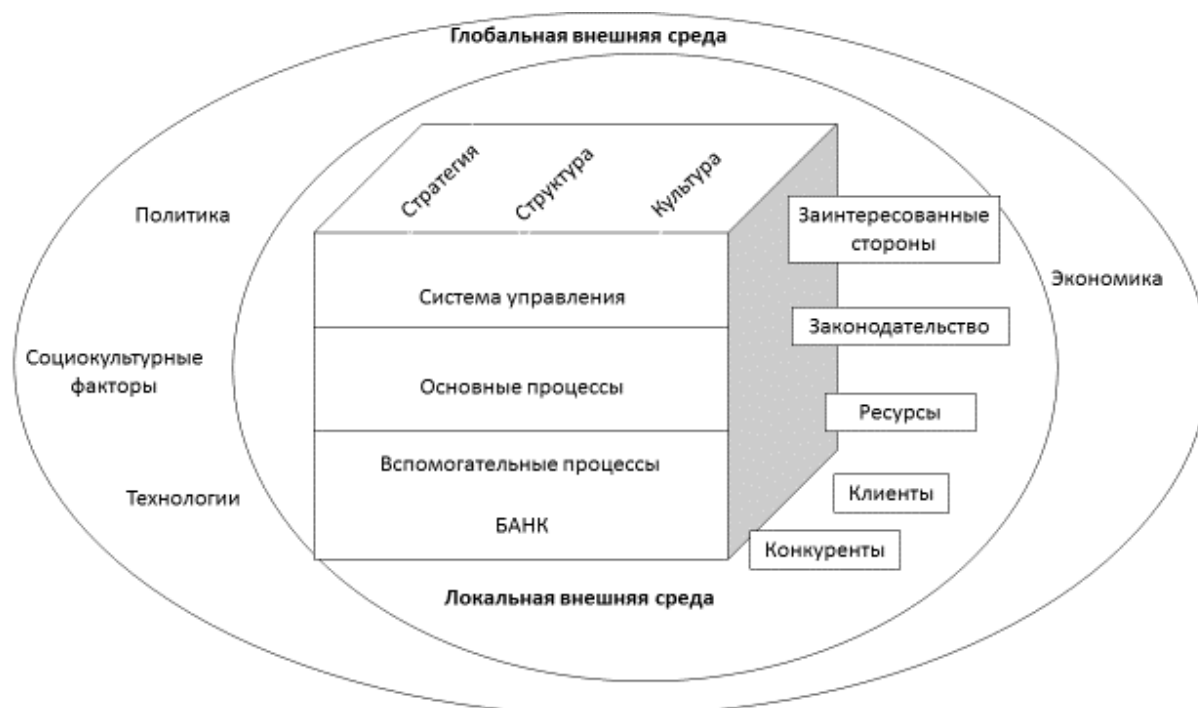 Глобальная внешняя среда
Стратегия
Структура
Культура
Политика
Заинтересованные
стороны
Экономика
Система управления
Законодательство
Социокультурные
факторы
Основные процессы
Ресурсы
Вспомогательные процессы
Технологии
Клиенты
БАНК
Конкуренты
Локальная внешняя среда